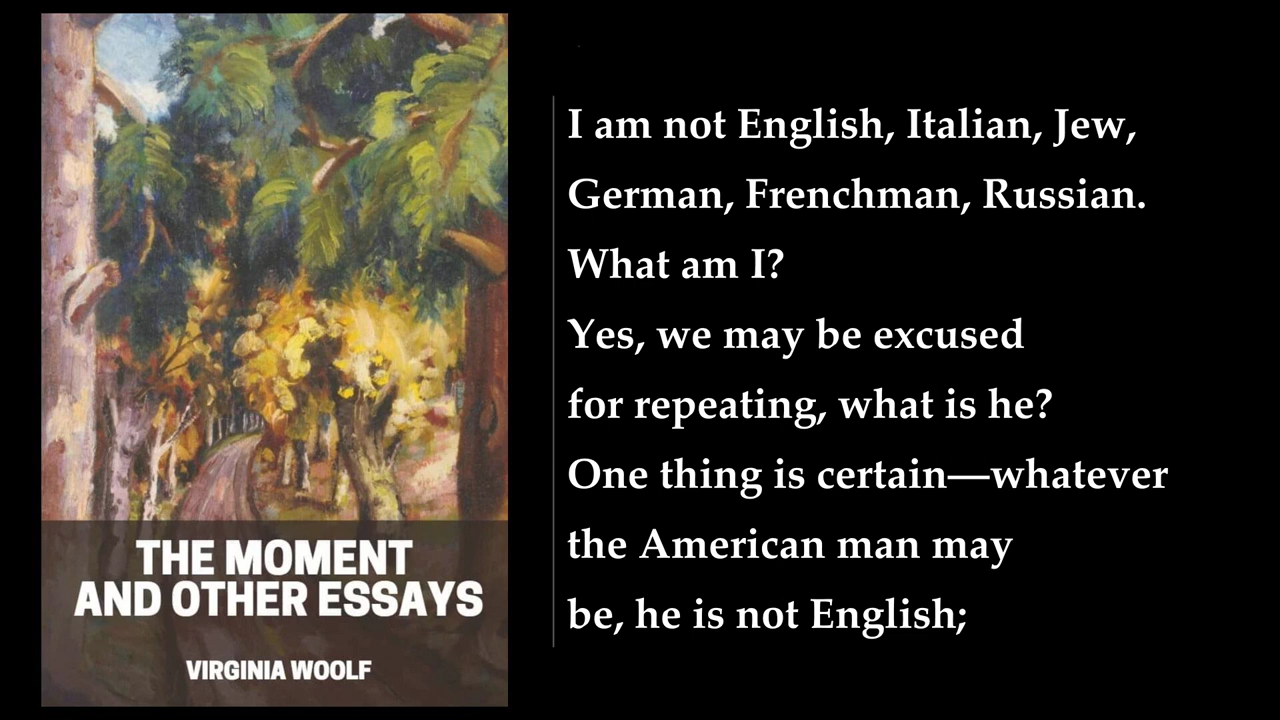 THE MOMENT
AND OTHER ESSAYS
VIRGINIA WOOLF
I am not English, Italian, Jew,
German, Frenchman, Russian.
What am I?
Yes, we may be excused
for repeating, what is he?
One thing is certain—whatever
the American man may
be, he is not English;